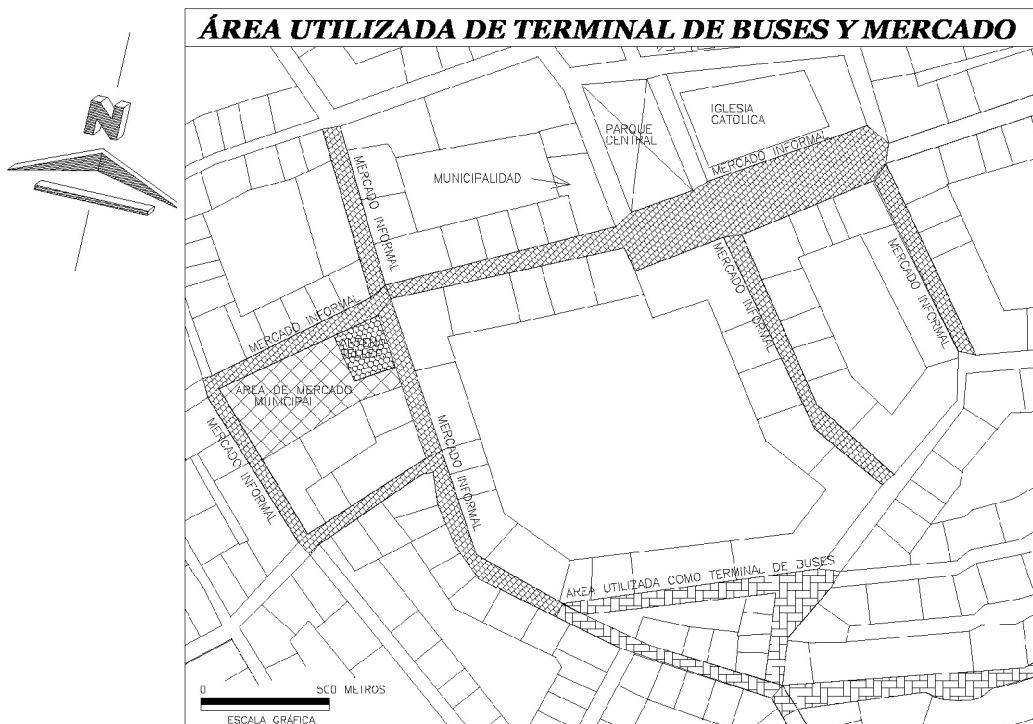 ÁREA UTILIZADA DE TERMINAL DE BUSES Y MERCADO
N
IGLESIA
CATOLICA
PARQUE
CENTRAL
MERCADO INFORMAL
MUNICIPALIDAD
MERCADO INFORMAL
MERCADO INFORMAL
MERCADO INFORMAL
MERCADO INFORMAL
AREA DE MERCADO
MUNICIPAL
MERCADO INFORMAL
MERCADO INFORMAL
AREA UTILIZADA COMO TERMINAL DE BUSES
0 500 METROS
ESCALA GRÁFICA